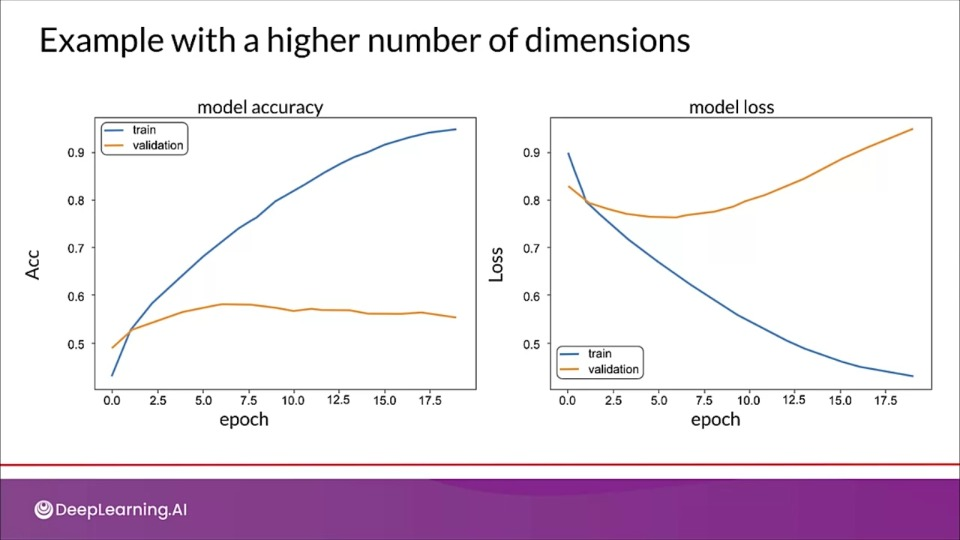 Example with a higher number of dimensions
model accuracy
train
validation
0.9
0.8
0.7
0.6
0.5
Acc
0.0 2.5 5.0 7.5 10.0 12.5 15.0 17.5
epoch
model loss
0.9
0.8
0.7
0.6
0.5
Loss
train
validation
0.0 2.5 5.0 7.5 10.0 12.5 15.0 17.5
epoch
DeepLearning.AI